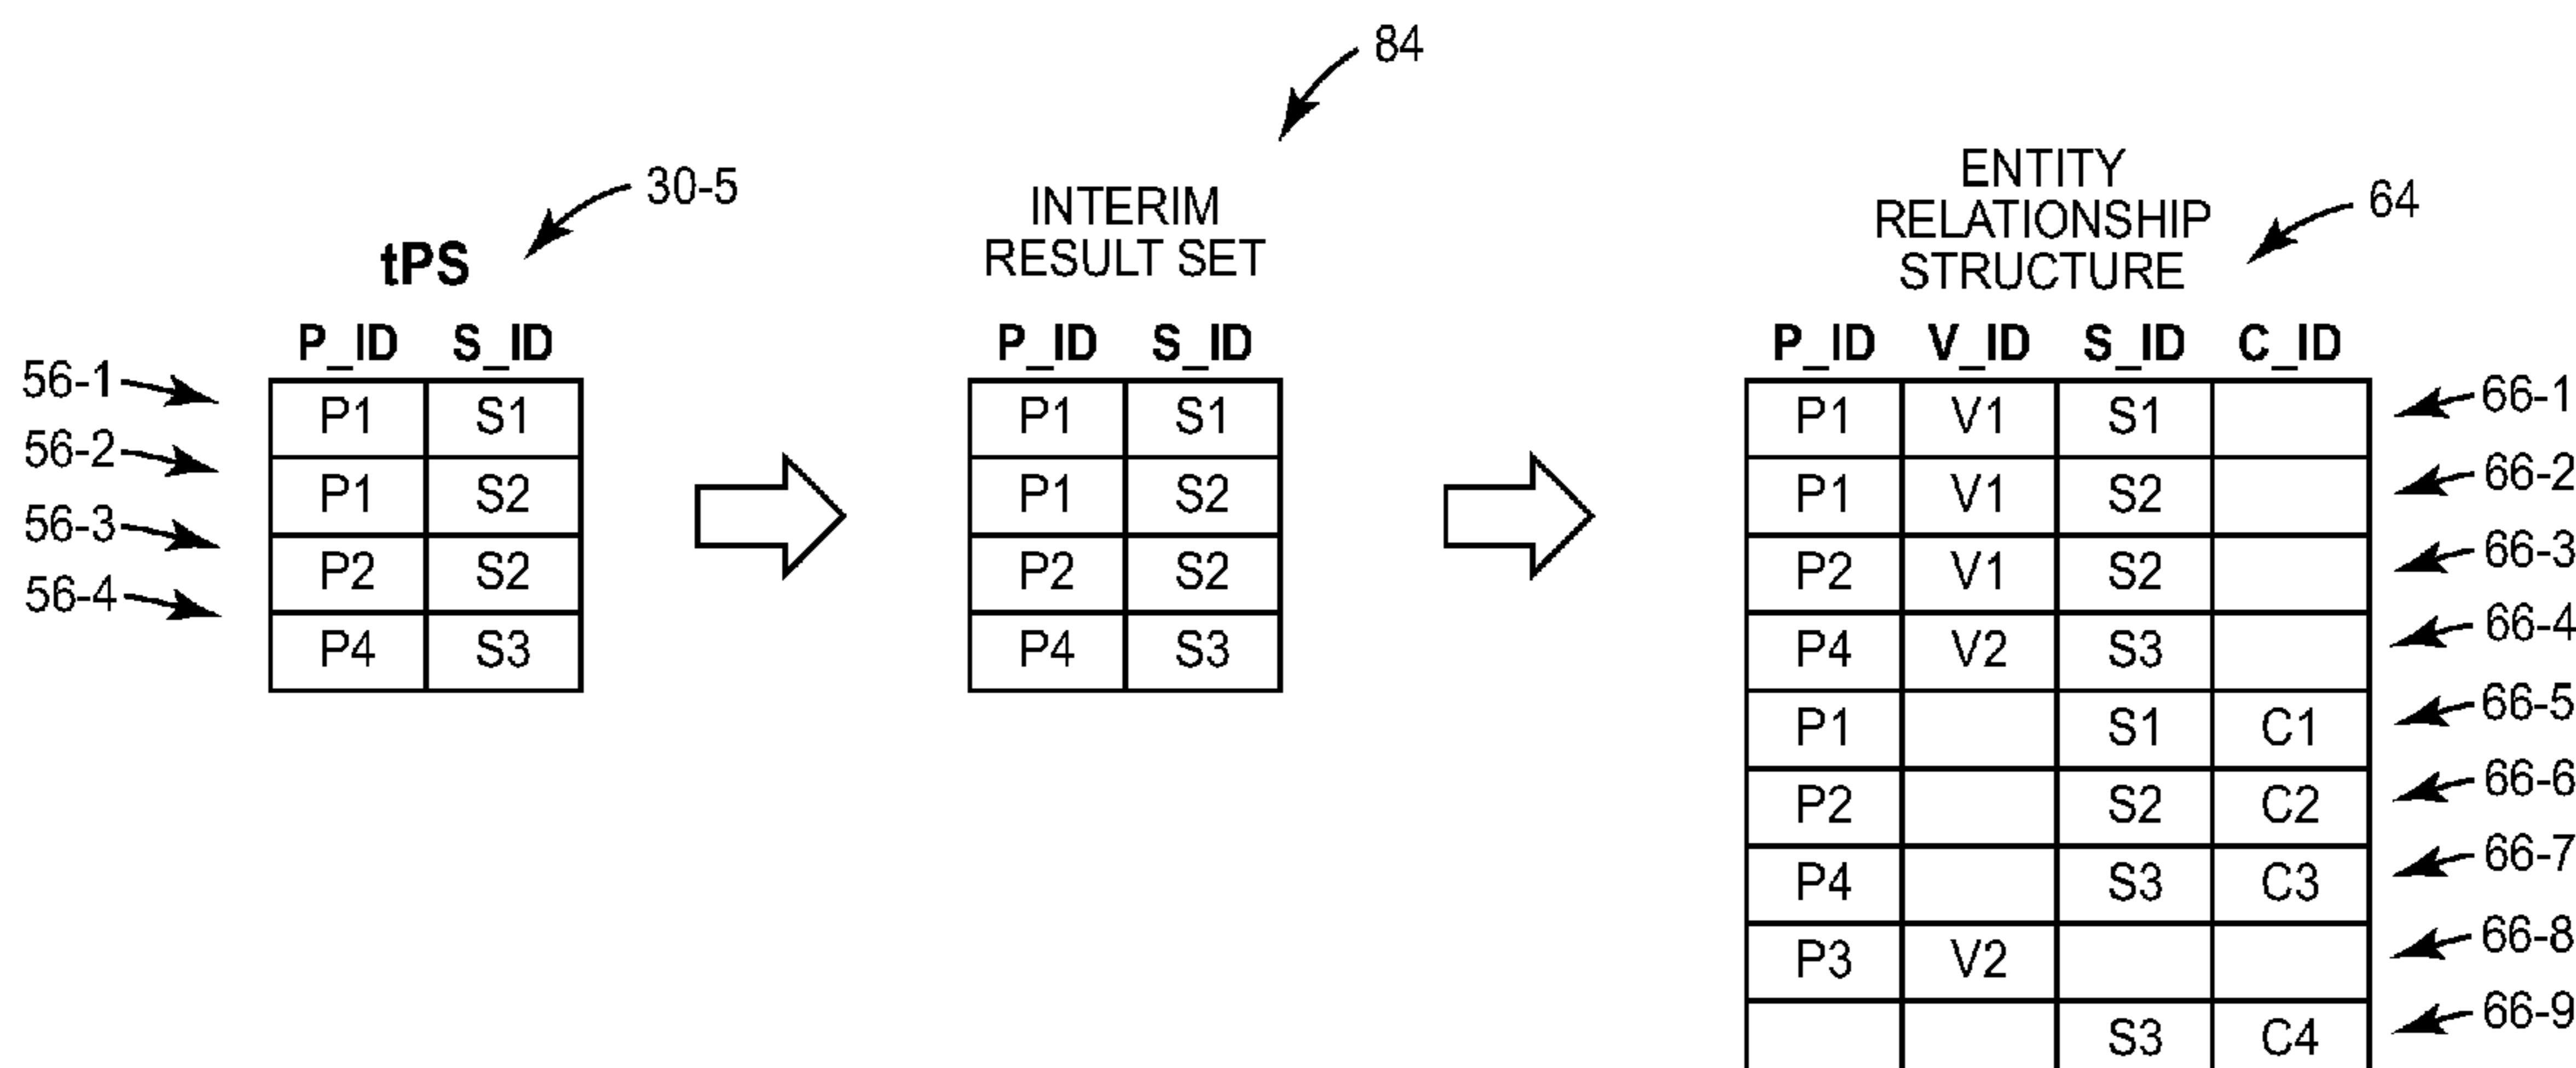 84
30-5
tPS
P_ID S_ID
56-1
56-2
56-3
56-4
P1 S1
P1 S2
P2 S2
P4 S3
INTERIM
RESULT SET
P_ID S_ID
P1 S1
P1 S2
P2 S2
P4 S3
ENTITY
RELATIONSHIP
STRUCTURE
64
P_ID V_ID S_ID C_ID
P1 V1 S1 66-1
P1 V1 S2 66-2
P2 V1 S2 66-3
P4 V2 S3 66-4
P1 S1 C1 66-5
P2 S2 C2 66-6
P4 S3 C3 66-7
P3 V2 66-8
S3 C4 66-9